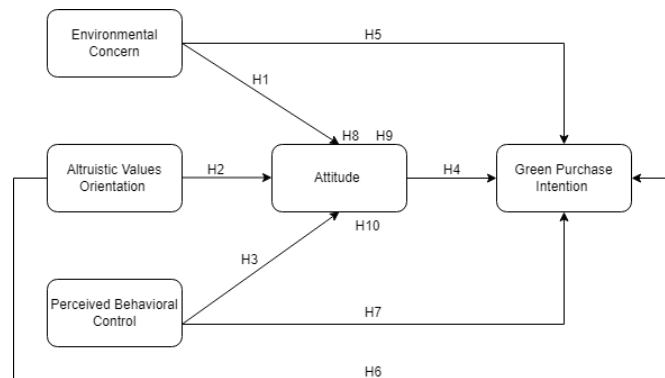 Environmental
Concern
H5
H1
H8 H9
Altruistic Values
Orientation
H2
Attitude
H4
Green Purchase
Intention
H10
H3
Perceived Behavioral
Control
H7
H6